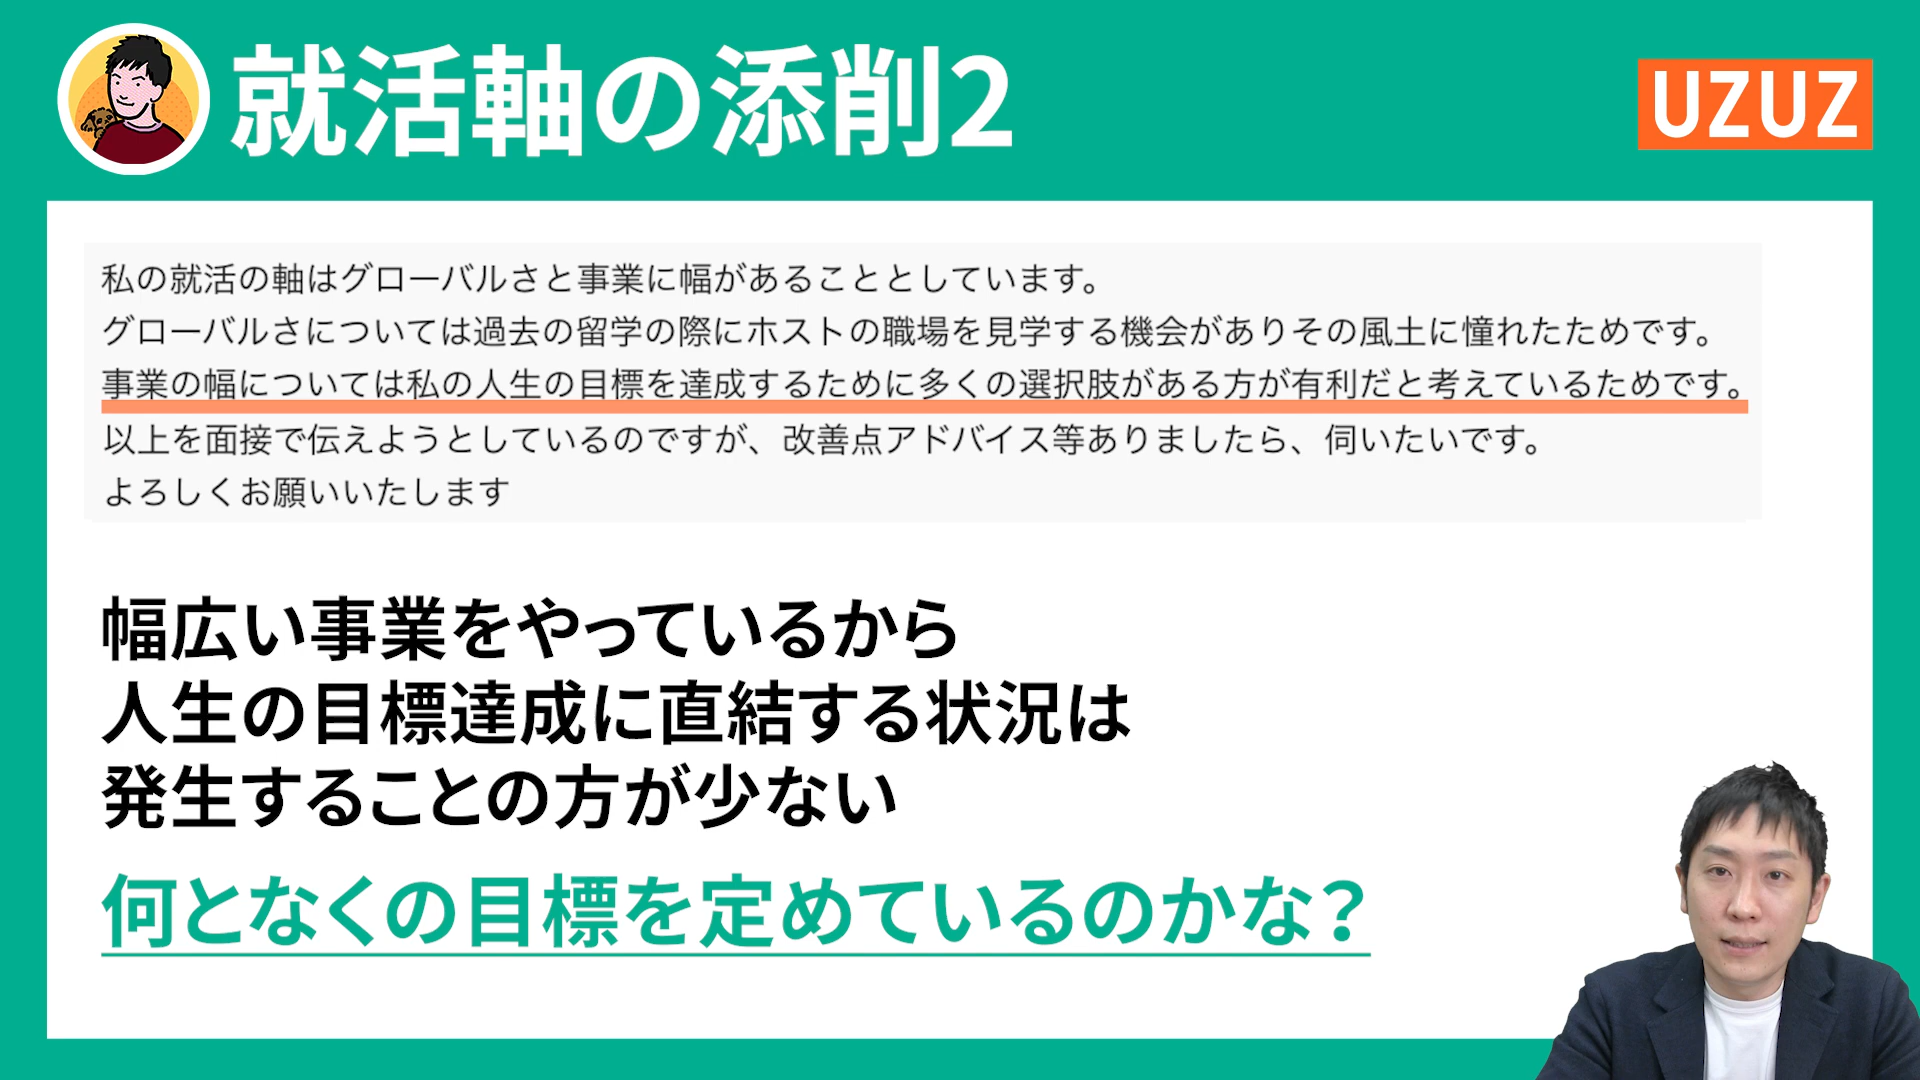 就活軸の添削2
UZUZ
私の就活の軸はグローバルさと事業に幅があることとしています。
グローバルさについては過去の留学の際にホストの職場を見学する機会がありその風土に憧れたためです。
事業の幅については私の人生の目標を達成するために多くの選択肢がある方が有利だと考えているためです。
以上を面接で伝えようとしているのですが、改善点アドバイス等ありましたら、伺いたいです。
よろしくお願いいたします
幅広い事業をやっているから
人生の目標達成に直結する状況は
発生することの方が少ない
何となくの目標を定めているのかな？